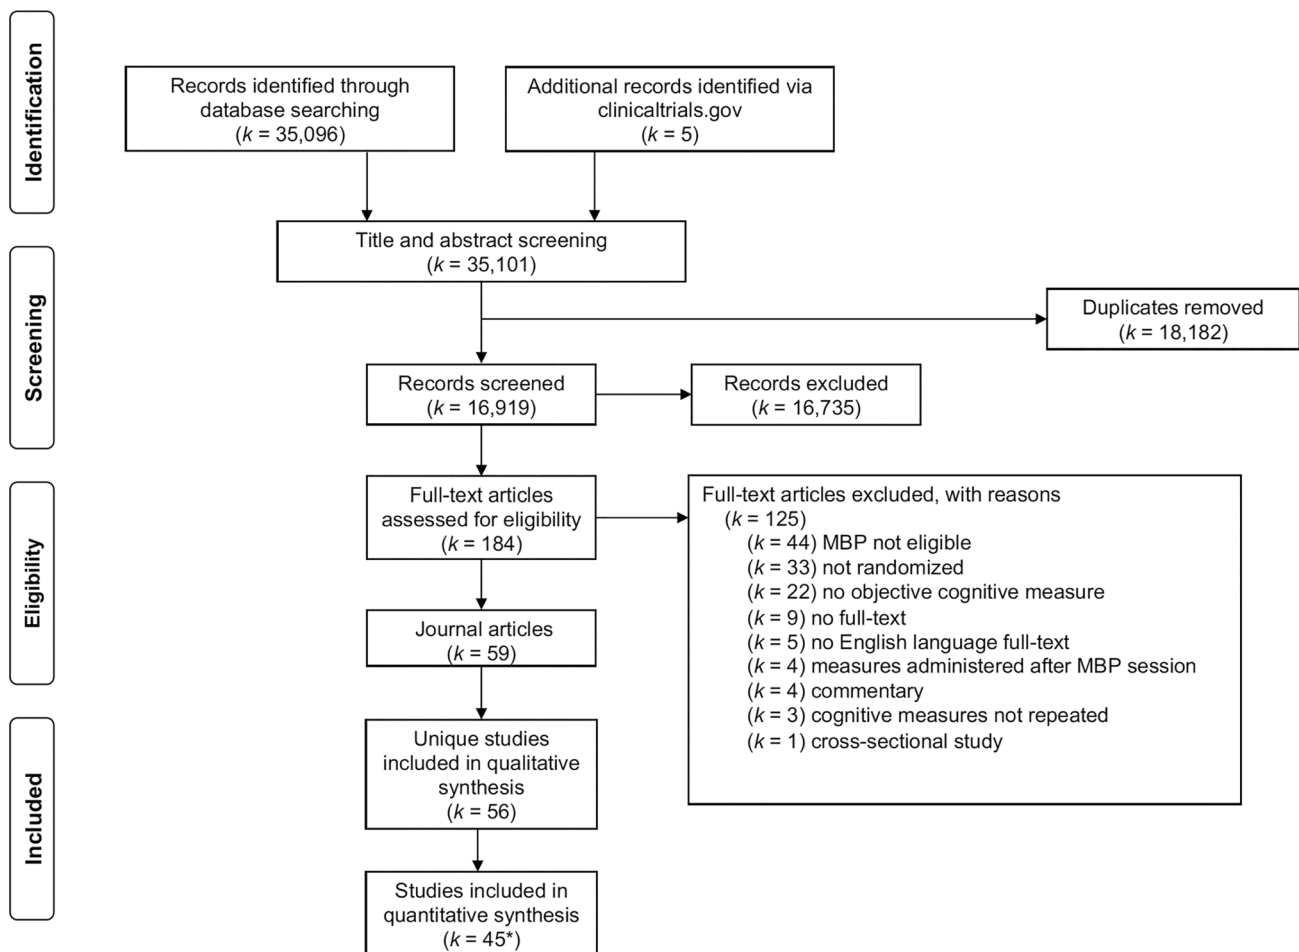 Identification
Records identified through
database searching
(k = 35,096)
Additional records identified via
clinicaltrials.gov
(k = 5)
Title and abstract screening
(k = 35,101)
Screening
Duplicates removed
(k = 18,182)
Records screened
(k = 16,919)
Records excluded
(k = 16,735)
Eligibility
Full-text articles
assessed for eligibility
(k = 184)
Full-text articles excluded, with reasons
(k = 125)
(k = 44) MBP not eligible
(k = 33) not randomized
(k = 22) no objective cognitive measure
(k = 9) no full-text
(k = 5) no English language full-text
(k = 4) measures administered after MBP session
(k = 4) commentary
(k = 3) cognitive measures not repeated
(k = 1) cross-sectional study
Journal articles
(k = 59)
Included
Unique studies
included in qualitative
synthesis
(k = 56)
Studies included in
quantitative synthesis
(k = 45*)